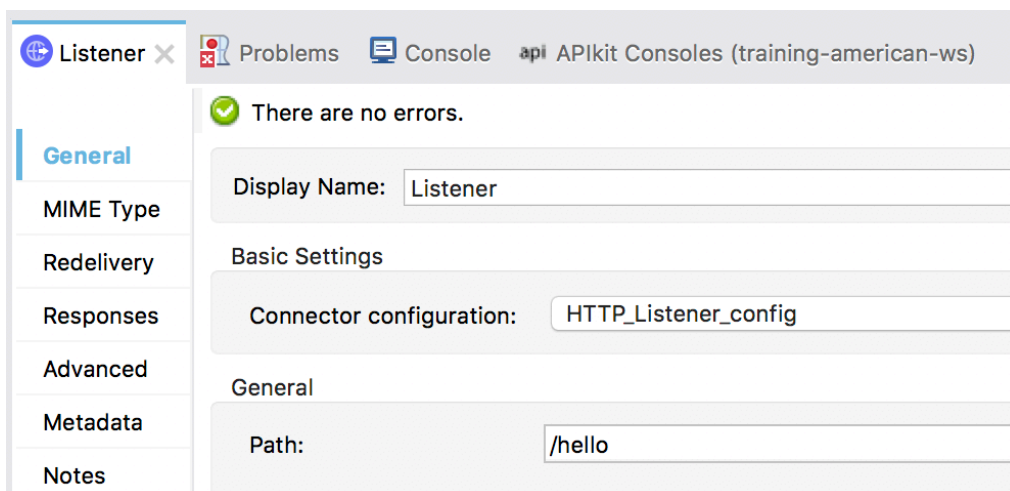 Listener Problems Console api APIkit Consoles (training-american-ws)
There are no errors.
General
Display Name: Listener
MIME Type
Basic Settings
Redelivery
Connector configuration: HTTP_Listener_config
Responses
Advanced
General
Metadata
Path: /hello
Notes